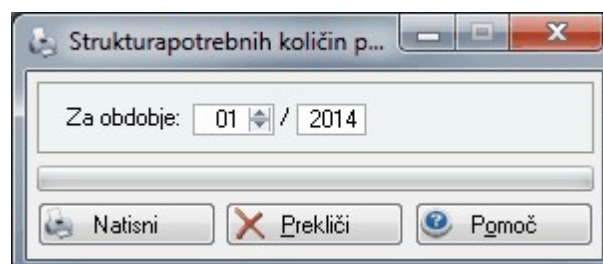 Strukturapotrebnih količin p...
Za obdobje: 01 / 2014
Natisni Prekliči Pomoč